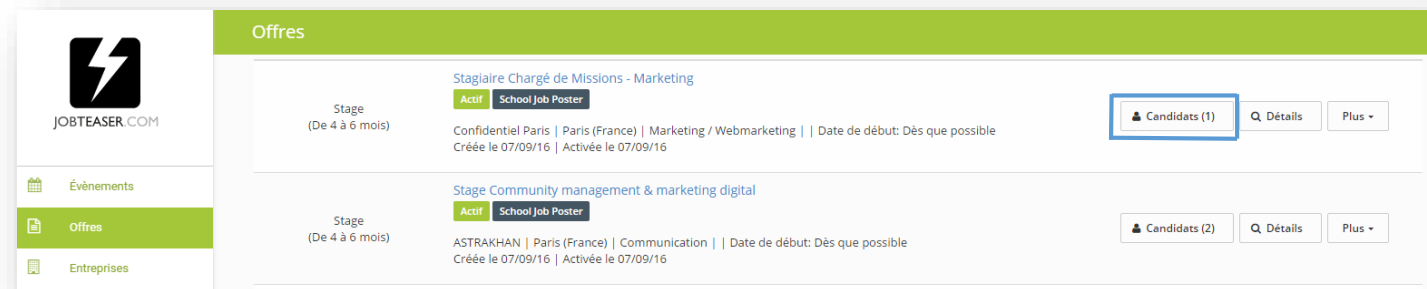 Offres
JOBTEASER.COM
Évènements
Offres
Entreprises
Stage
(De 4 à 6 mois)
Stagiaire Chargé de Missions - Marketing
Actif School Job Poster
Confidentiel Paris | Paris (France) | Marketing / Webmarketing | | Date de début: Dès que possible
Créée le 07/09/16 | Activée le 07/09/16
Candidats (1) Détails Plus
Stage
(De 4 à 6 mois)
Stage Community management & marketing digital
Actif School Job Poster
ASTRAKHAN | Paris (France) | Communication | | Date de début: Dès que possible
Créée le 07/09/16 | Activée le 07/09/16
Candidats (2) Détails Plus